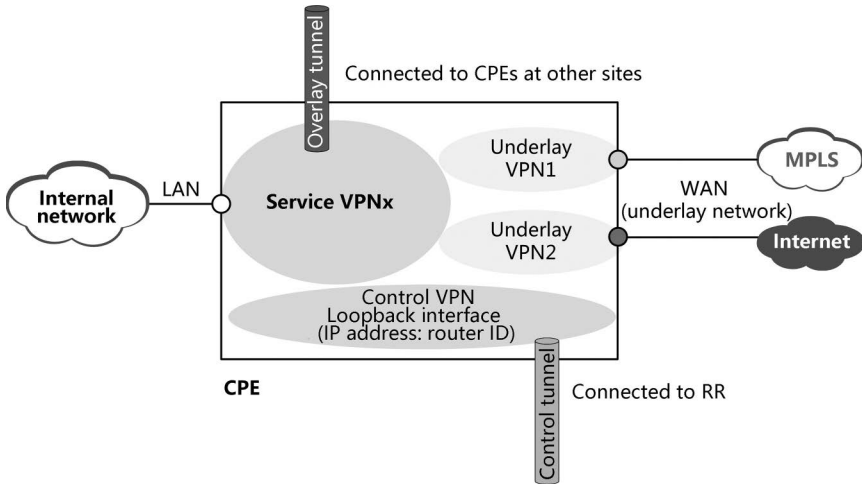 Overlay tunnel
Connected to CPEs at other sites
Underlay
VPN1
MPLS
Internal
network
LAN
Service VPNx
WAN
(underlay network)
Underlay
VPN2
Internet
Control VPN
Loopback interface
(IP address: router ID)
CPE
Control tunnel
Connected to RR